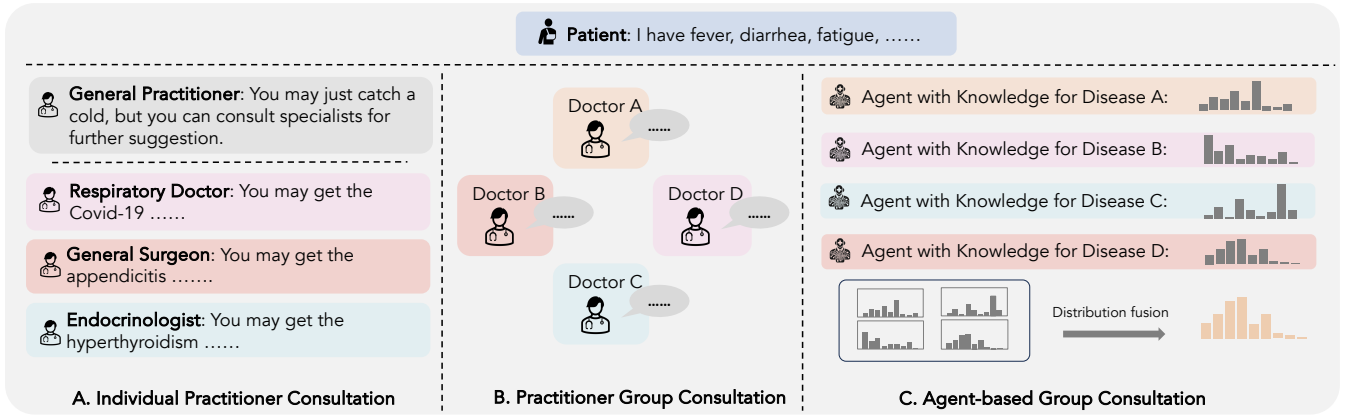 Patient: I have fever, diarrhea, fatigue, ……
General Practitioner: You may just catch a
cold, but you can consult specialists for
further suggestion.
Respiratory Doctor: You may get the
Covid-19 ……
General Surgeon: You may get the
appendicitis …….
Endocrinologist: You may get the
hyperthyroidism ……
A. Individual Practitioner Consultation
Doctor A
……
Doctor B
……
Doctor D
……
Doctor C
……
B. Practitioner Group Consultation
Agent with Knowledge for Disease A:
Agent with Knowledge for Disease B:
Agent with Knowledge for Disease C:
Agent with Knowledge for Disease D:
Distribution fusion
C. Agent-based Group Consultation